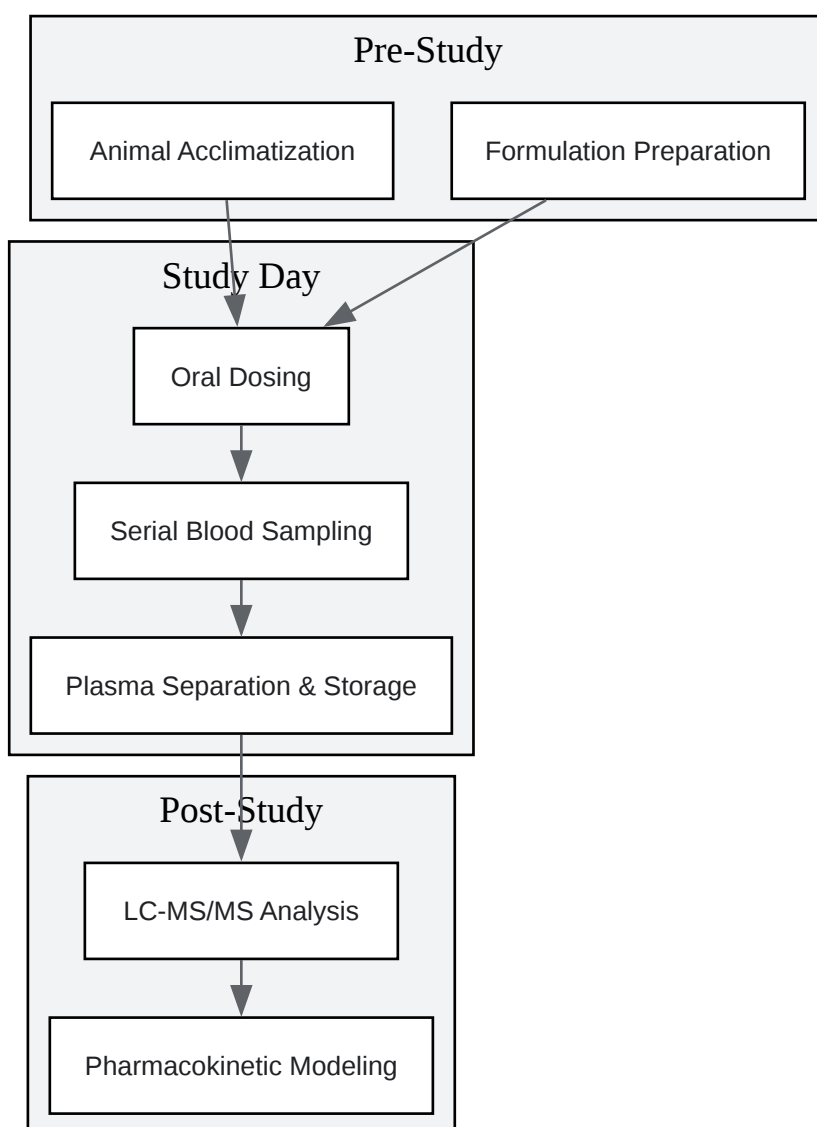 Pre-Study
Animal Acclimatization
Formulation Preparation
Study Day
Oral Dosing
Serial Blood Sampling
Plasma Separation & Storage
Post-Study
LC-MS/MS Analysis
Pharmacokinetic Modeling